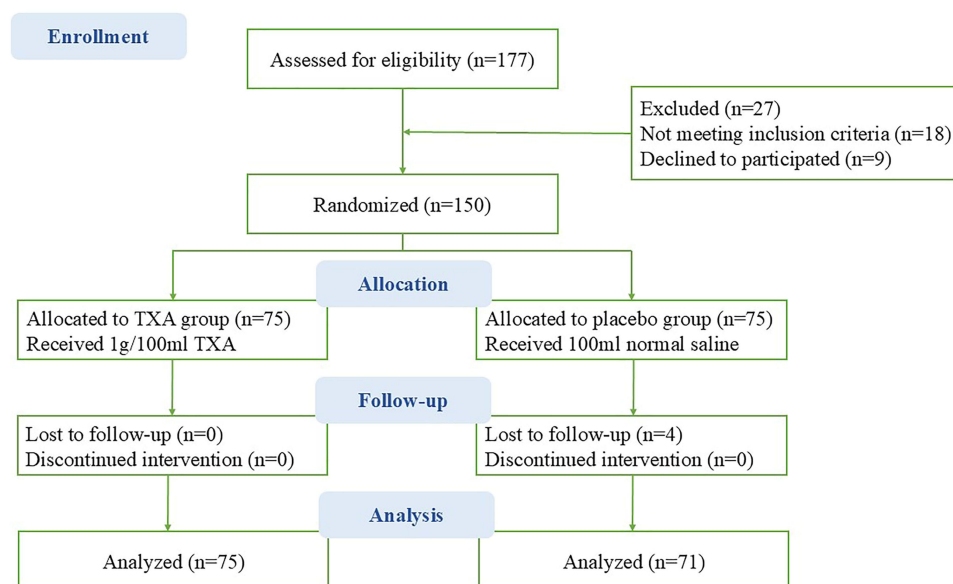 Enrollment
Assessed for eligibility (n=177)
Excluded (n=27)
Not meeting inclusion criteria (n=18)
Declined to participated (n=9)
Randomized (n=150)
Allocation
Allocated to TXA group (n=75)
Received 1g/100ml TXA
Allocated to placebo group (n=75)
Received 100ml normal saline
Follow-up
Lost to follow-up (n=0)
Discontinued intervention (n=0)
Lost to follow-up (n=4)
Discontinued intervention (n=0)
Analysis
Analyzed (n=75)
Analyzed (n=71)